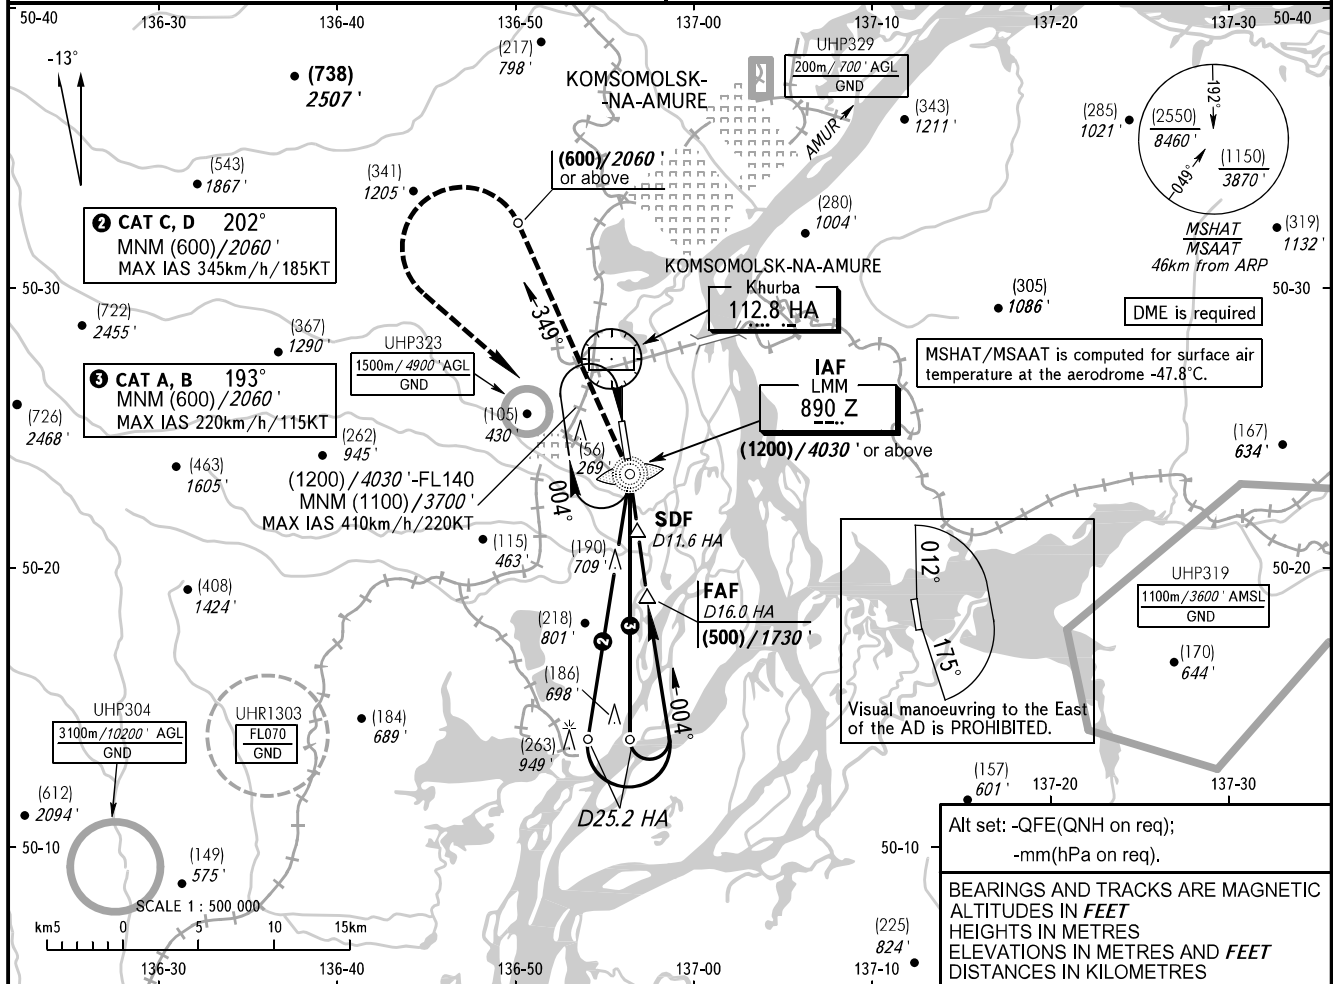 50-40
136-30
136-40
136-50
137-00
137-10
137-20
137-30
50-40
-13°
(738)
2507 '
(217)
798 '
KOMSOMOLSK-
-NA-AMURE
UHP329
200m/700' AGL
GND
AMUR
(343)
1211 '
(285)
1021 '
192°
(2550)
8460 '
(1150)
3870 '
049°
MSHAT
MSAAT
46km from ARP
(319)
1132 '
(543)
1867 '
(341)
1205 '
(600)/2060 '
or above
(280)
1004 '
2 CAT C, D 202°
MNM (600)/2060 '
MAX IAS 345km/h/185KT
KOMSOMOLSK-NA-AMURE
Khurba
112.8 HA
50-30
(305)
1086 '
50-30
DME is required
(722)
2455 '
(367)
1290 '
349°
UHP323
1500m/4900' AGL
GND
MSHAT/MSAAT is computed for surface air
temperature at the aerodrome -47.8°C.
3 CAT A, B 193°
MNM (600)/2060 '
MAX IAS 220km/h/115KT
IAF
LMM
890 Z
(1200)/4030 ' or above
(726)
2468 '
(105)
430 '
(262)
945 '
(56)
269 '
(167)
634 '
(463)
1605 '
(1200)/4030 '-FL140
MNM (1100)/3700 '
MAX IAS 410km/h/220KT
004°
SDF
D11.6 HA
(115)
463 '
(190)
709 '
012°
175°
Visual manoeuvring to the East
of the AD is PROHIBITED.
50-20
50-20
(408)
1424 '
FAF
D16.0 HA
(500)/1730 '
UHP319
1100m/3600' AMSL
GND
(218)
801 '
2
3
(170)
644 '
(186)
698 '
004°
UHP304
3100m/10200' AGL
GND
UHR1303
FL070
GND
(184)
689 '
(263)
949 '
(157)
601 '
137-20
137-30
(612)
2094 '
D25.2 HA
50-10
50-10
(149)
575 '
Alt set: -QFE(QNH on req);
-mm(hPa on req).
SCALE 1 : 500 000
km5 0 5 10 15km
BEARINGS AND TRACKS ARE MAGNETIC
ALTITUDES IN FEET
HEIGHTS IN METRES
ELEVATIONS IN METRES AND FEET
DISTANCES IN KILOMETRES
(225)
824 '
136-30
136-40
136-50
137-00
137-10